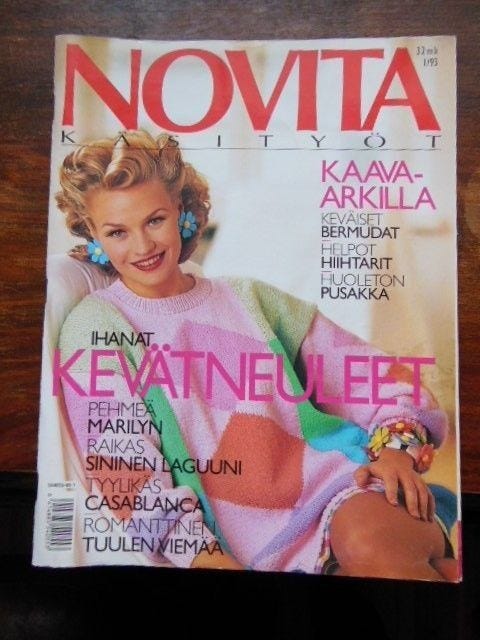 NOVITA
32 mk
1/93
KÄSITYÖT
KAAVA-
ARKILLA
KEVÄISET
BERMUDAT
HELPOT
HIIHTARIT
HUOLETON
PUSAKKA
IHANAT
KEVÄTNEULEET
PEHMEÄ
MARILYN
RAIKAS
SININEN LAGUUNI
TYYLIKÄS
CASABLANCA
ROMANTTINEN
TUULEN VIEMÄÄ